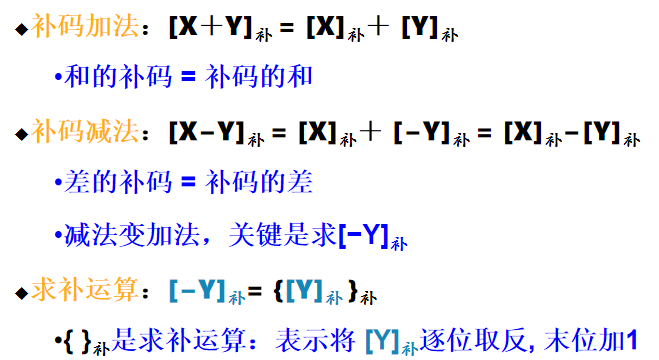 ◆补码加法：[X＋Y]补 = [X]补＋ [Y]补
•和的补码 = 补码的和
◆补码减法：[X−Y]补 = [X]补＋ [−Y]补 = [X]补−[Y]补
•差的补码 = 补码的差
•减法变加法，关键是求[−Y]补
◆求补运算：[−Y]补= {[Y]补 }补
•{ }补是求补运算：表示将 [Y]补逐位取反, 末位加1